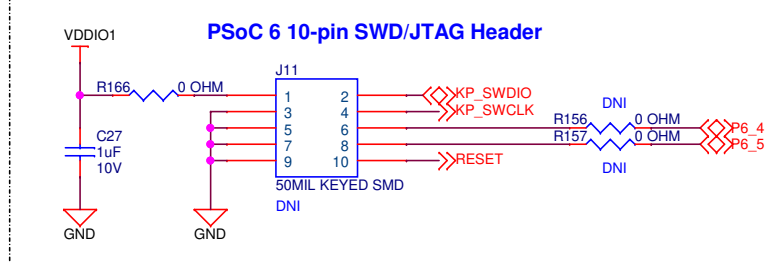 PSoC 6 10-pin SWD/JTAG Header
VDDIO1
J11
R166 0 OHM
1 2 KP_SWDIO
DNI
3 4 KP_SWCLK
5 6 R156 0 OHM P6_4
7 8 R157 0 OHM P6_5
9 10 RESET
DNI
C27
1uF
10V
50MIL KEYED SMD
DNI
GND
GND